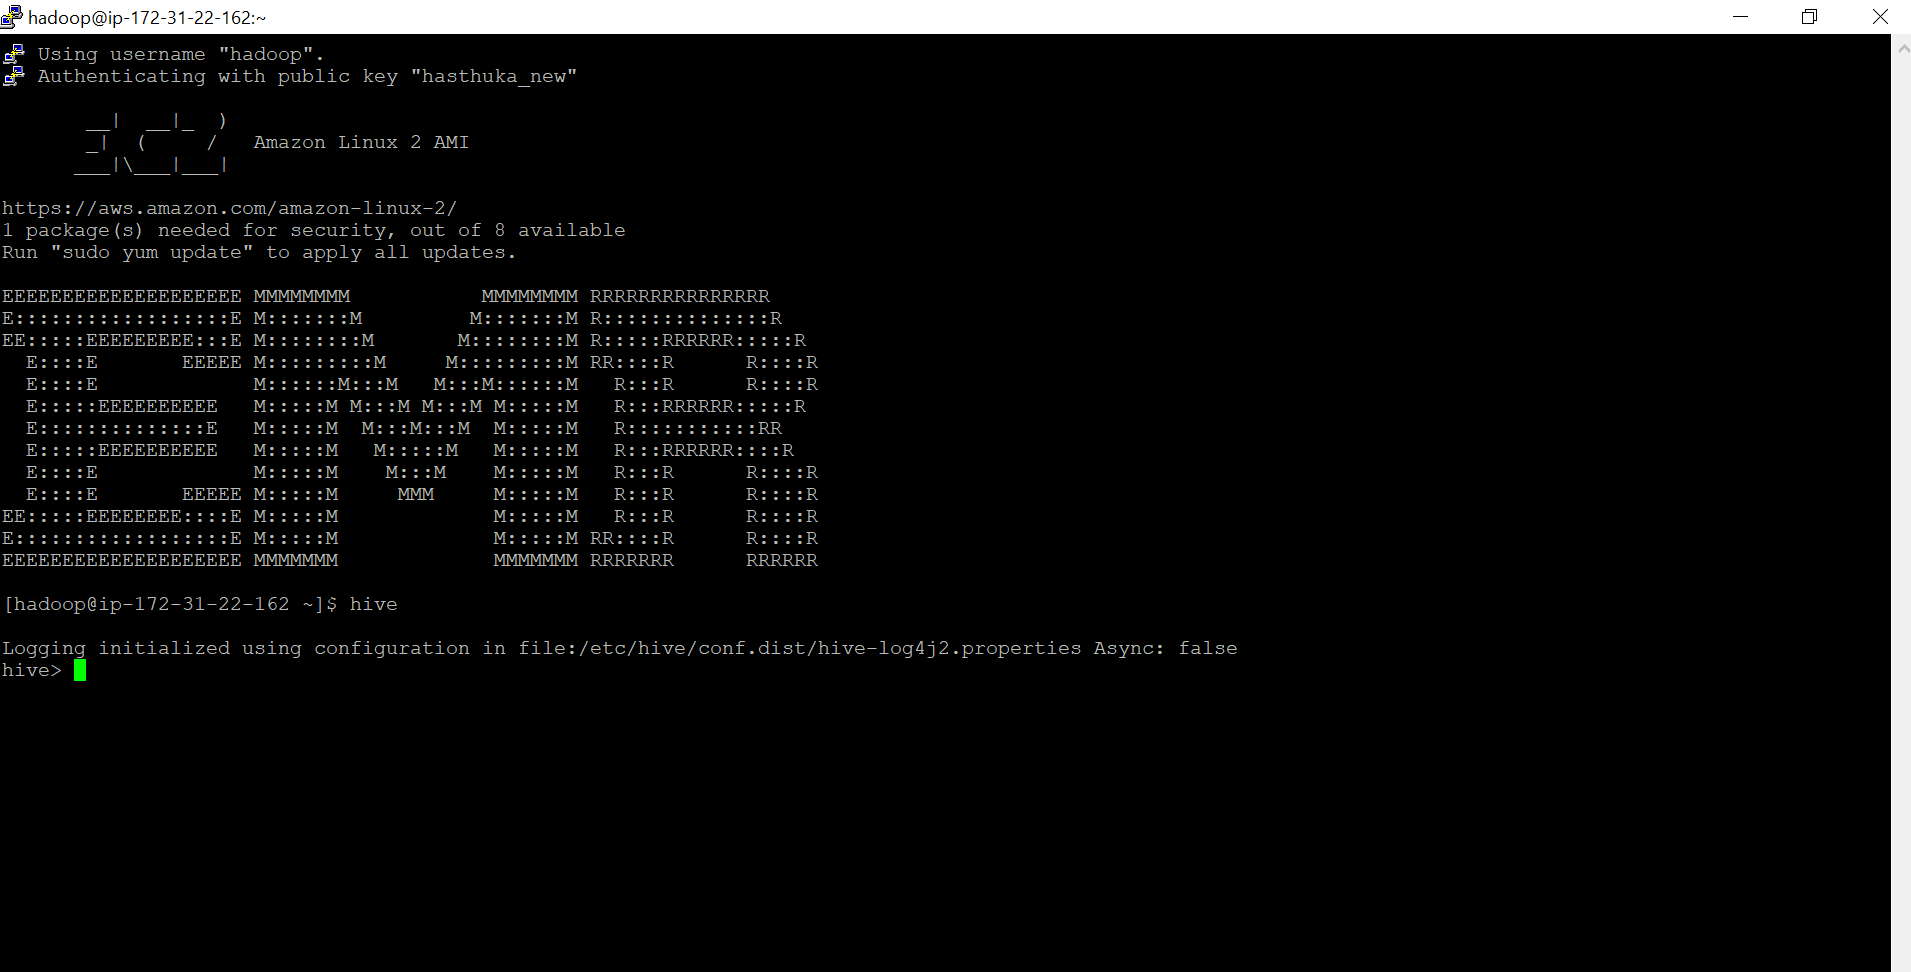 hadoop@ip-172-31-22-162:~
Using username "hadoop".
Authenticating with public key "hasthuka_new"
       __|  __|_  )
       _|  (     /   Amazon Linux 2 AMI
      ___|\___|___|
https://aws.amazon.com/amazon-linux-2/
1 package(s) needed for security, out of 8 available
Run "sudo yum update" to apply all updates.
EEEEEEEEEEEEEEEEEEEE MMMMMMMM           MMMMMMMM RRRRRRRRRRRRRRR
E::::::::::::::::::E M:::::::M         M:::::::M R::::::::::::::R
EE:::::EEEEEEEEE:::E M::::::::M       M::::::::M R:::::RRRRRR:::::R
  E::::E       EEEEE M:::::::::M     M:::::::::M RR::::R      R::::R
  E::::E             M::::::M:::M   M:::M::::::M   R:::R      R::::R
  E:::::EEEEEEEEEE   M:::::M M:::M M:::M M:::::M   R:::RRRRRR:::::R
  E::::::::::::::E   M:::::M  M:::M:::M  M:::::M   R:::::::::::RR
  E:::::EEEEEEEEEE   M:::::M   M:::::M   M:::::M   R:::RRRRRR::::R
  E::::E             M:::::M    M:::M    M:::::M   R:::R      R::::R
  E::::E       EEEEE M:::::M     MMM     M:::::M   R:::R      R::::R
EE:::::EEEEEEEE::::E M:::::M             M:::::M   R:::R      R::::R
E::::::::::::::::::E M:::::M             M:::::M RR::::R      R::::R
EEEEEEEEEEEEEEEEEEEE MMMMMMM             MMMMMMM RRRRRRR      RRRRRR
[hadoop@ip-172-31-22-162 ~]$ hive
Logging initialized using configuration in file:/etc/hive/conf.dist/hive-log4j2.properties Async: false
hive>